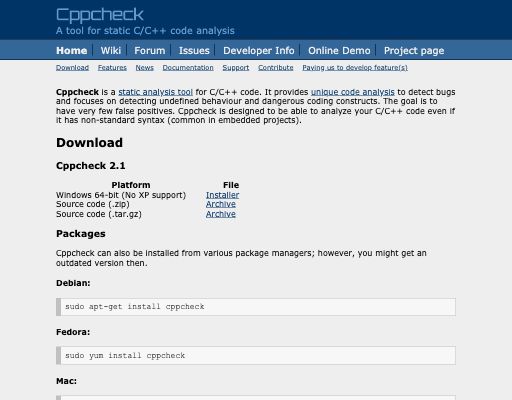 Cppcheck
A tool for static C/C++ code analysis
Home Wiki Forum Issues Developer Info Online Demo Project page
Download Features News Documentation Support Contribute Paying us to develop feature(s)
Cppcheck is a static analysis tool for C/C++ code. It provides unique code analysis to detect bugs
and focuses on detecting undefined behaviour and dangerous coding constructs. The goal is to
have very few false positives. Cppcheck is designed to be able to analyze your C/C++ code even if
it has non-standard syntax (common in embedded projects).
Download
Cppcheck 2.1
Platform File
Windows 64-bit (No XP support) Installer
Source code (.zip) Archive
Source code (.tar.gz) Archive
Packages
Cppcheck can also be installed from various package managers; however, you might get an
outdated version then.
Debian:
sudo apt-get install cppcheck
Fedora:
sudo yum install cppcheck
Mac: